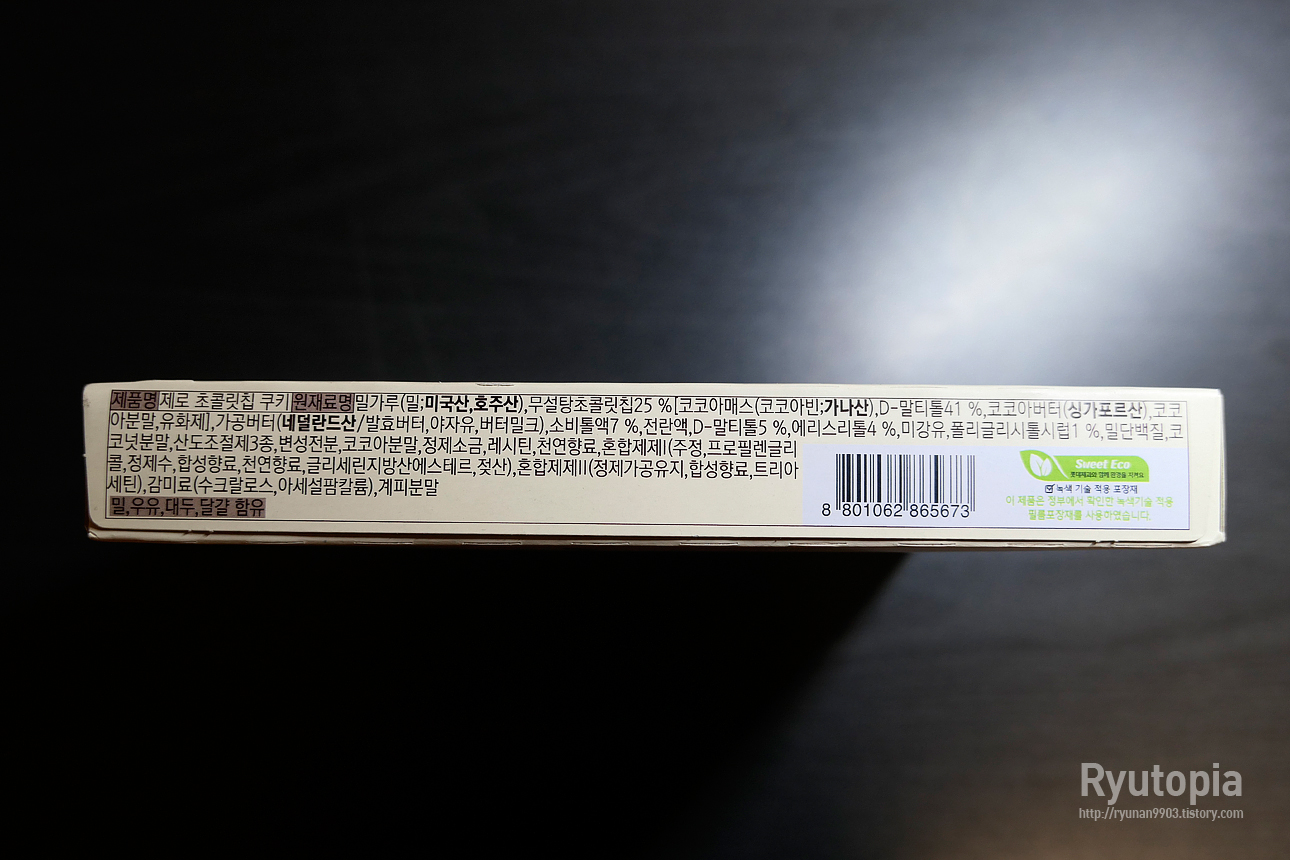 제품명 제로 초콜릿칩 쿠키 원재료명 밀가루(밀:미국산,호주산),무설탕초콜릿칩25 %[코코아매스(코코아빈:가나산),D-말티톨41 %,코코아버터(싱가포르산),코코
아분말,유화제],가공버터(네덜란드산/발효버터,야자유,버터밀크),소비톨액7 %,전란액,D-말티톨5 %,에리스리톨4 %,미강유,폴리글리시톨시럽1 %,밀단백질,코
코넛분말,산도조절제3종,변성전분,코코아분말,정제소금,레시틴,천연향료,혼합제제I(주정,프로필렌글리
콜,정제수,합성향료,천연향료,글리세린지방산에스테르,젖산),혼합제제II(정제가공유지,합성향료,트리아
세틴),감미료(수크랄로스,아세설팜칼륨),계피분말
밀,우유,대두,달걀 함유
8 801062 865673
Sweet Eco
롯데제과와 함께 환경을 지켜요
녹색 기술 적용 포장재
이 제품은 정부에서 확인한 녹색기술 적용
필름포장재를 사용하였습니다.
Ryutopia
http://ryunan9903.tistory.com